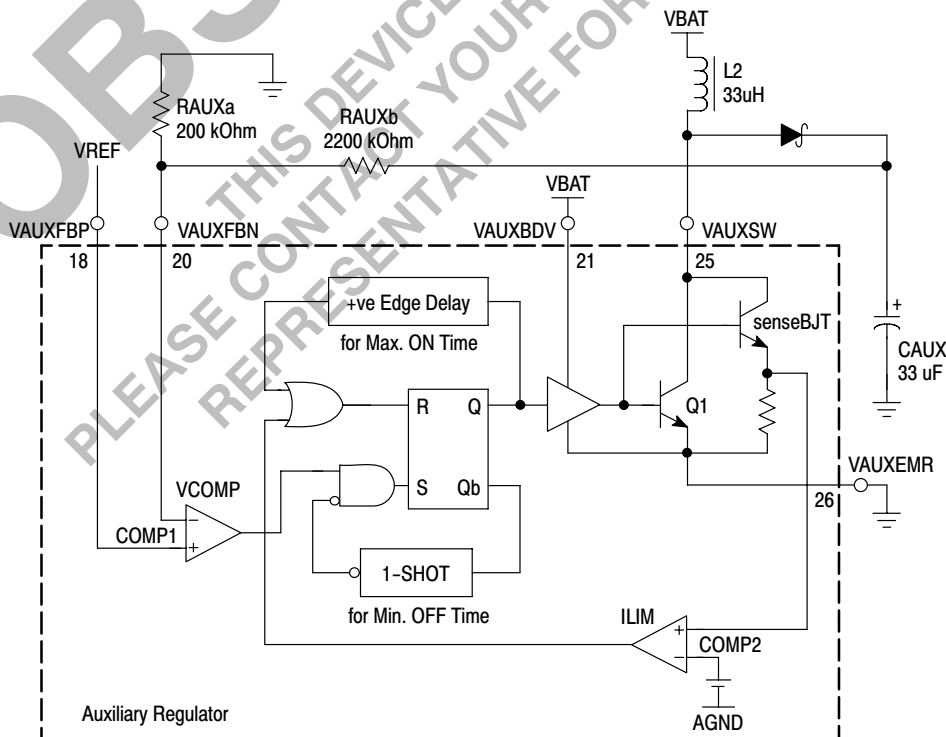 OBS
THIS DEVICE
PLEASE CONTACT YOUR
REPRESENTATIVE FOR
VBAT
L2
33uH
RAUXa
200 kOhm
RAUXb
2200 kOhm
VREF
VBAT
VAUXFBP
VAUXFBN
VAUXBDV
VAUXSW
18
20
21
25
+ve Edge Delay
for Max. ON Time
senseBJT
+
CAUX
33 uF
R
Q
Q1
S
Qb
VAUXEMR
26
VCOMP
COMP1
-
+
1-SHOT
for Min. OFF Time
ILIM
+
-
COMP2
AGND
Auxiliary Regulator